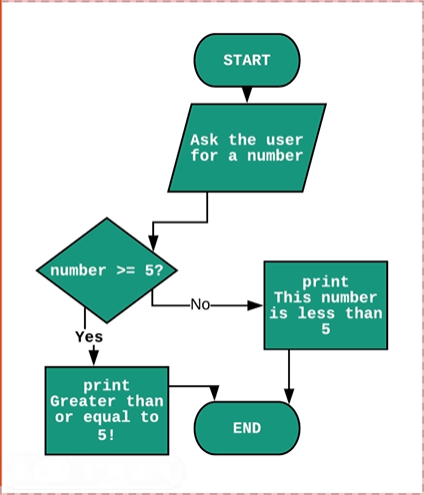 START
Ask the user
for a number
number >= 5?
No
print
This number
is less than
5
Yes
print
Greater than
or equal to
5!
END